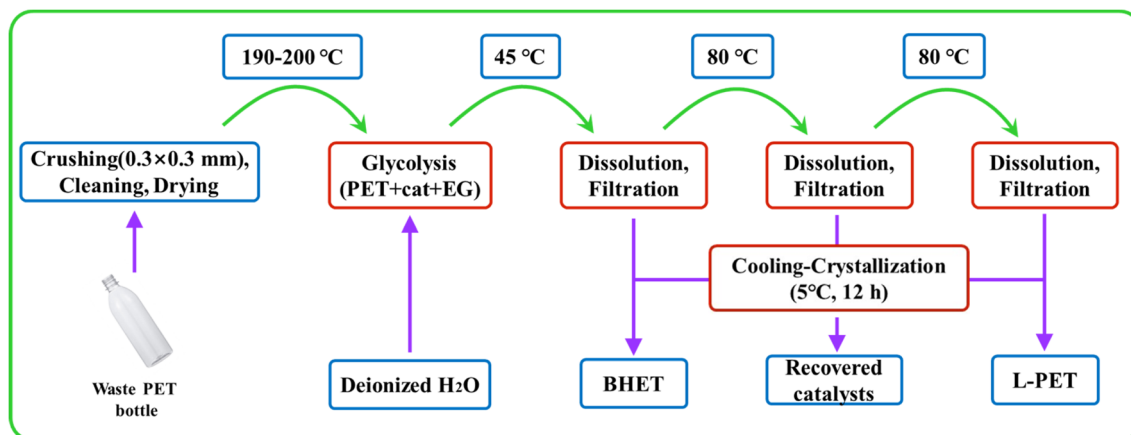 190-200 °C
45 °C
80 °C
80 °C
Crushing(0.3×0.3 mm),
Cleaning, Drying
Glycolysis
(PET+cat+EG)
Dissolution,
Filtration
Dissolution,
Filtration
Dissolution,
Filtration
Cooling-Crystallization
(5°C, 12 h)
Waste PET
bottle
Deionized H₂O
BHET
Recovered
catalysts
L-PET